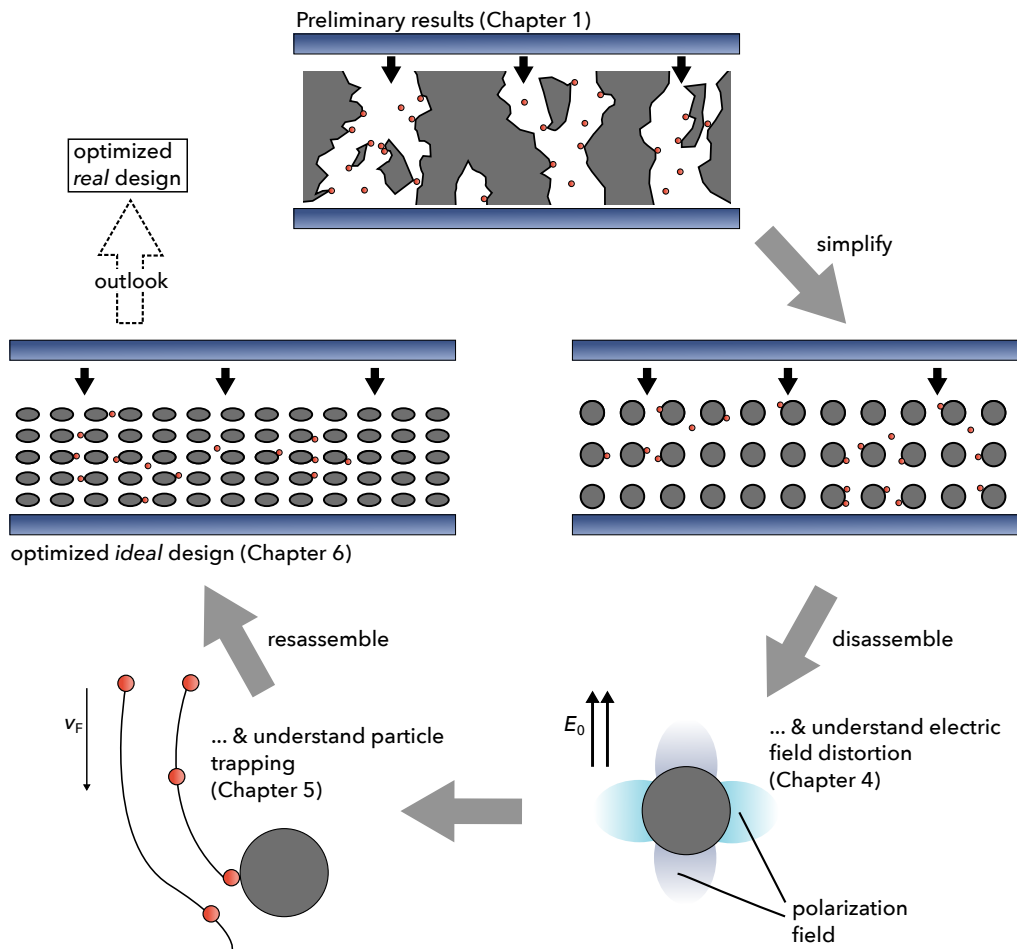 Preliminary results (Chapter 1)
optimized
real design
outlook
simplify
optimized ideal design (Chapter 6)
resassemble
disassemble
vF
... & understand particle
trapping
(Chapter 5)
E0
... & understand electric
field distortion
(Chapter 4)
polarization
field